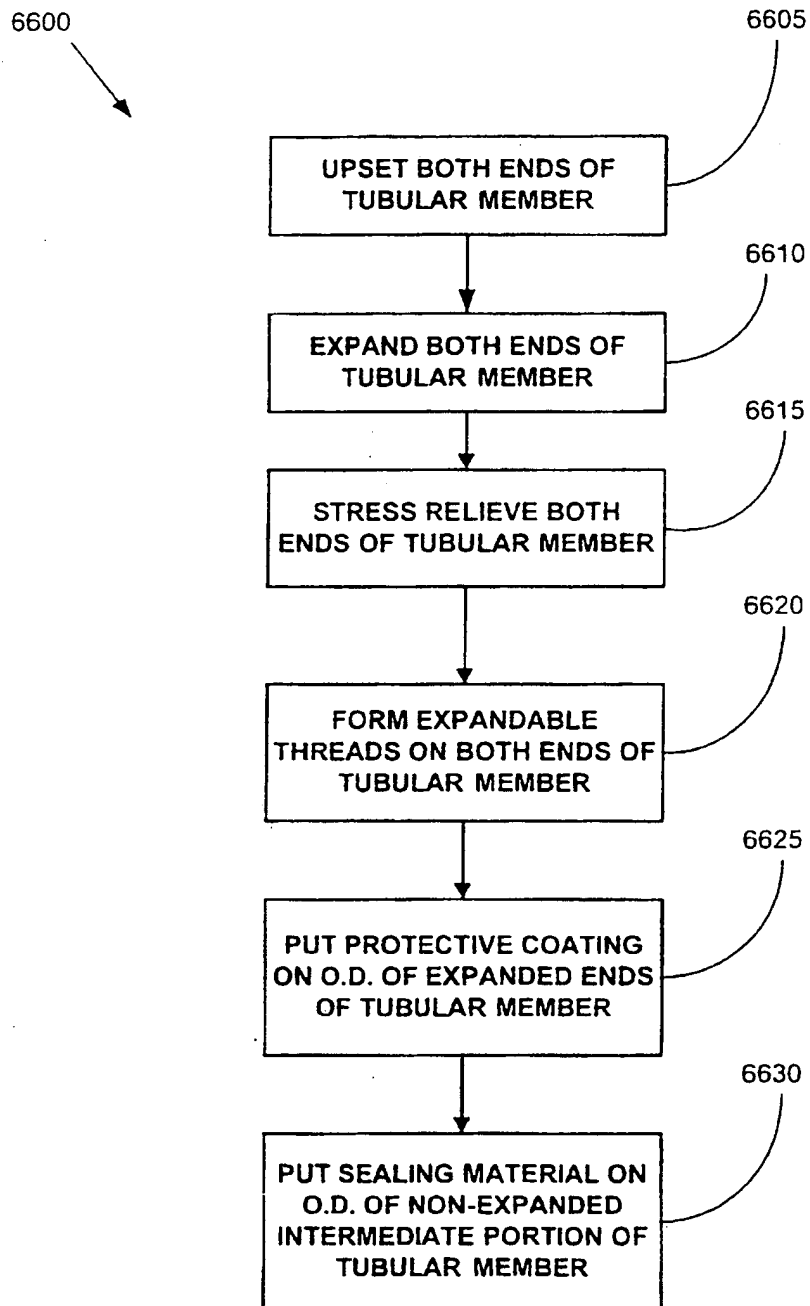 6600
6605
UPSET BOTH ENDS OF
TUBULAR MEMBER
6610
EXPAND BOTH ENDS OF
TUBULAR MEMBER
6615
STRESS RELIEVE BOTH
ENDS OF TUBULAR MEMBER
6620
FORM EXPANDABLE
THREADS ON BOTH ENDS OF
TUBULAR MEMBER
6625
PUT PROTECTIVE COATING
ON O.D. OF EXPANDED ENDS
OF TUBULAR MEMBER
6630
PUT SEALING MATERIAL ON
O.D. OF NON-EXPANDED
INTERMEDIATE PORTION OF
TUBULAR MEMBER